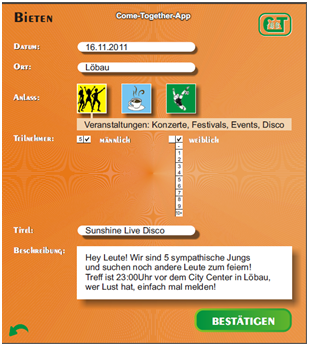 Bieten
Come-Together-App
Datum: 16.11.2011
Ort: Löbau
Anlass:
Veranstaltungen: Konzerte, Festivals, Events, Disco
Teilnehmer: 5 männlich weiblich
-
1
2
3
4
5
6
7
8
9
10+
Titel: Sunshine Live Disco
Beschreibung:
Hey Leute! Wir sind 5 sympathische Jungs
und suchen noch andere Leute zum feiern!
Treff ist 23:00Uhr vor dem City Center in Löbau,
wer Lust hat, einfach mal melden!
Bestätigen